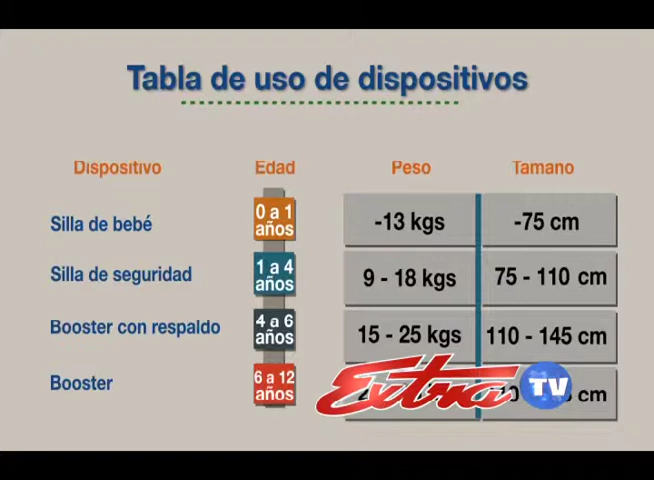 Tabla de uso de dispositivos
Dispositivo Edad Peso Tamano
Silla de bebé 0 a 1 años -13 kgs -75 cm
Silla de seguridad 1 a 4 años 9 - 18 kgs 75 - 110 cm
Booster con respaldo 4 a 6 años 15 - 25 kgs 110 - 145 cm
Booster 6 a 12 años cm
Extra TV